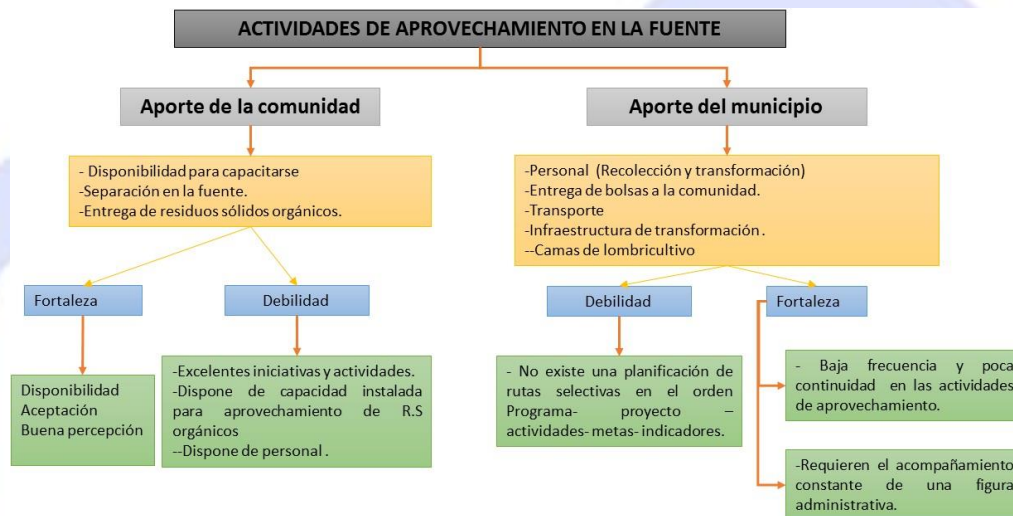 ACTIVIDADES DE APROVECHAMIENTO EN LA FUENTE
Aporte de la comunidad
- Disponibilidad para capacitarse
-Separación en la fuente.
-Entrega de residuos sólidos orgánicos.
Fortaleza
Disponibilidad
Aceptación
Buena percepción
Debilidad
-Excelentes iniciativas y actividades.
-Dispone de capacidad instalada
para aprovechamiento de R.S
orgánicos
--Dispone de personal .
Aporte del municipio
-Personal (Recolección y transformación)
-Entrega de bolsas a la comunidad.
-Transporte
-Infraestructura de transformación .
--Camas de lombricultivo
Debilidad
- No existe una planificación de
rutas selectivas en el orden
Programa- proyecto –
actividades- metas- indicadores.
Fortaleza
- Baja frecuencia y poca
continuidad en las actividades
de aprovechamiento.
-Requieren el acompañamiento
constante de una figura
administrativa.